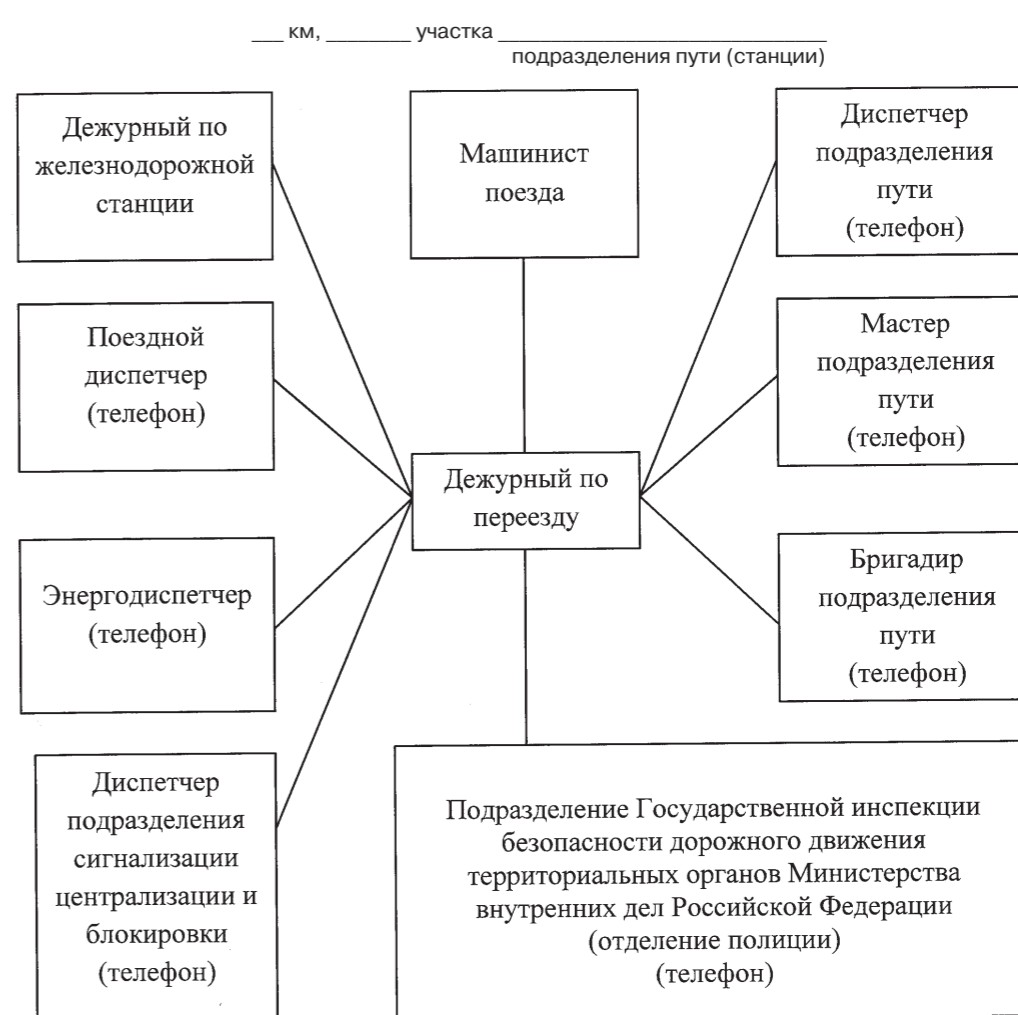 ___ км, ________ участка _______________________________
подразделения пути (станции)
Дежурный по
железнодорожной
станции
Машинист
поезда
Диспетчер
подразделения
пути
(телефон)
Поездной
диспетчер
(телефон)
Мастер
подразделения
пути
(телефон)
Дежурный по
переезду
Энергодиспетчер
(телефон)
Бригадир
подразделения
пути
(телефон)
Диспетчер
подразделения
сигнализации
централизации и
блокировки
(телефон)
Подразделение Государственной инспекции
безопасности дорожного движения
территориальных органов Министерства
внутренних дел Российской Федерации
(отделение полиции)
(телефон)